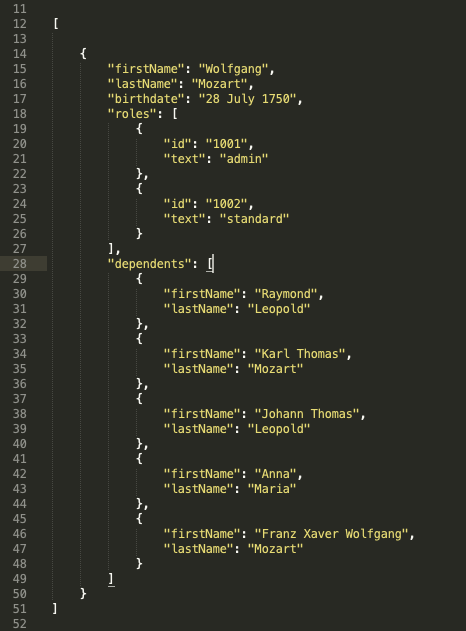 11
12 [
13
14 {
15 "firstName": "Wolfgang",
16 "lastName": "Mozart",
17 "birthdate": "28 July 1750",
18 "roles": [
19 {
20 "id": "1001",
21 "text": "admin"
22 },
23 {
24 "id": "1002",
25 "text": "standard"
26 }
27 ],
28 "dependents": [
29 {
30 "firstName": "Raymond",
31 "lastName": "Leopold"
32 },
33 {
34 "firstName": "Karl Thomas",
35 "lastName": "Mozart"
36 },
37 {
38 "firstName": "Johann Thomas",
39 "lastName": "Leopold"
40 },
41 {
42 "firstName": "Anna",
43 "lastName": "Maria"
44 },
45 {
46 "firstName": "Franz Xaver Wolfgang",
47 "lastName": "Mozart"
48 }
49 ]
50 }
51 ]
52